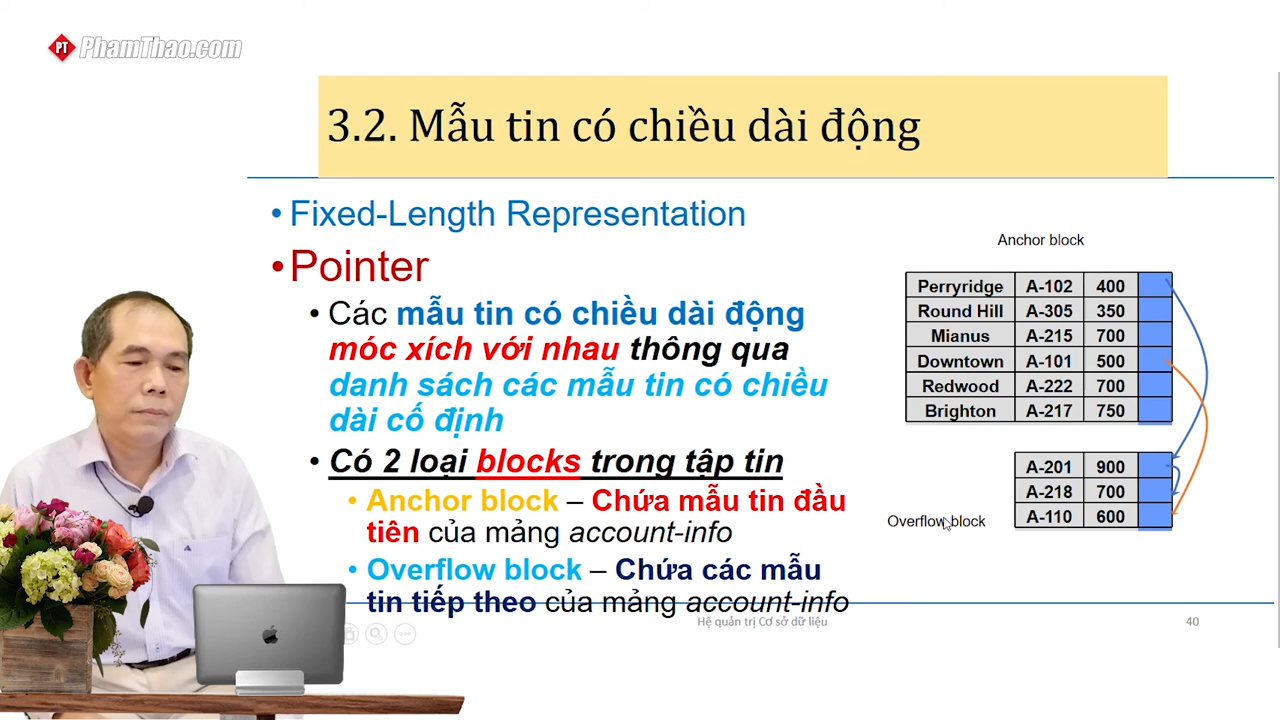 PT PhamThao.com
3.2. Mẫu tin có chiều dài động
• Fixed-Length Representation
• Pointer
• Các mẫu tin có chiều dài động
móc xích với nhau thông qua
danh sách các mẫu tin có chiều
dài cố định
• Có 2 loại blocks trong tập tin
• Anchor block – Chứa mẫu tin đầu
tiên của mảng account-info
• Overflow block – Chứa các mẫu
tin tiếp theo của mảng account-info
Anchor block
Perryridge A-102 400
Round Hill A-305 350
Mianus A-215 700
Downtown A-101 500
Redwood A-222 700
Brighton A-217 750
A-201 900
A-218 700
A-110 600
Overflow block
Hệ quản trị Cơ sở dữ liệu
40